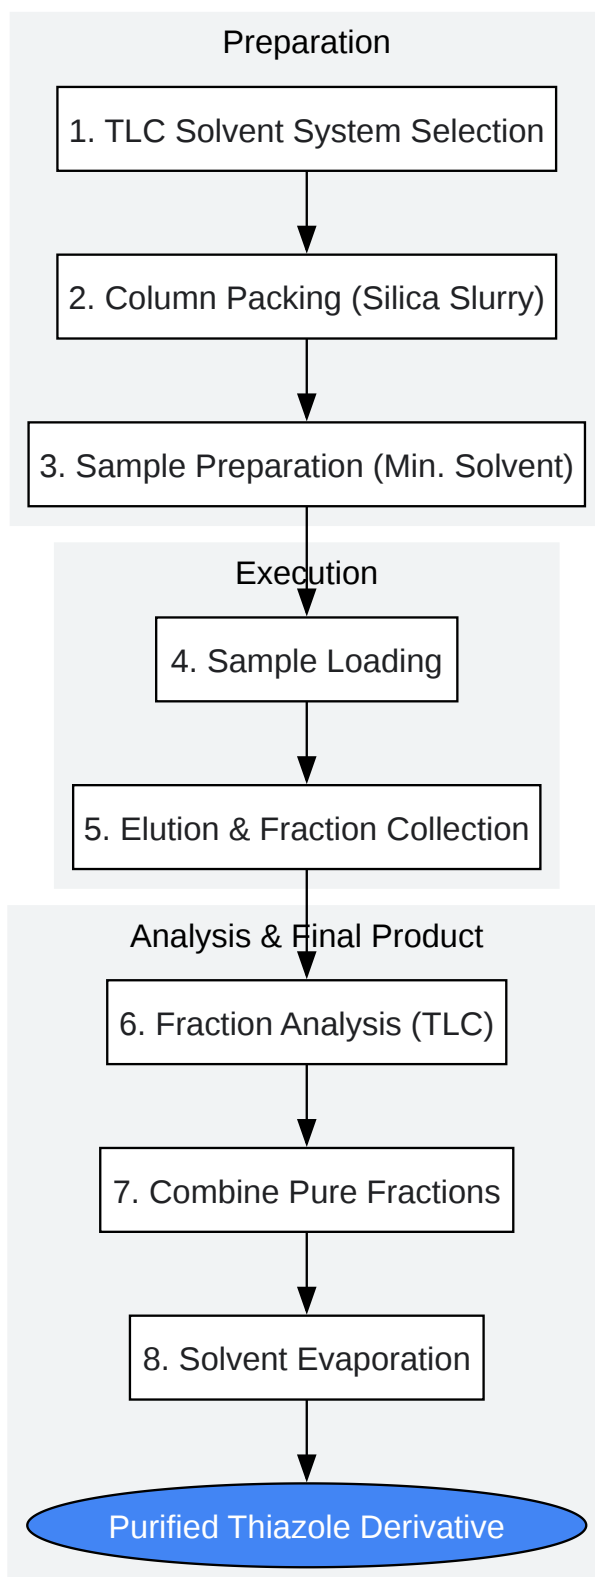 Preparation
1. TLC Solvent System Selection
2. Column Packing (Silica Slurry)
3. Sample Preparation (Min. Solvent)
Execution
4. Sample Loading
5. Elution & Fraction Collection
Analysis & Final Product
6. Fraction Analysis (TLC)
7. Combine Pure Fractions
8. Solvent Evaporation
Purified Thiazole Derivative